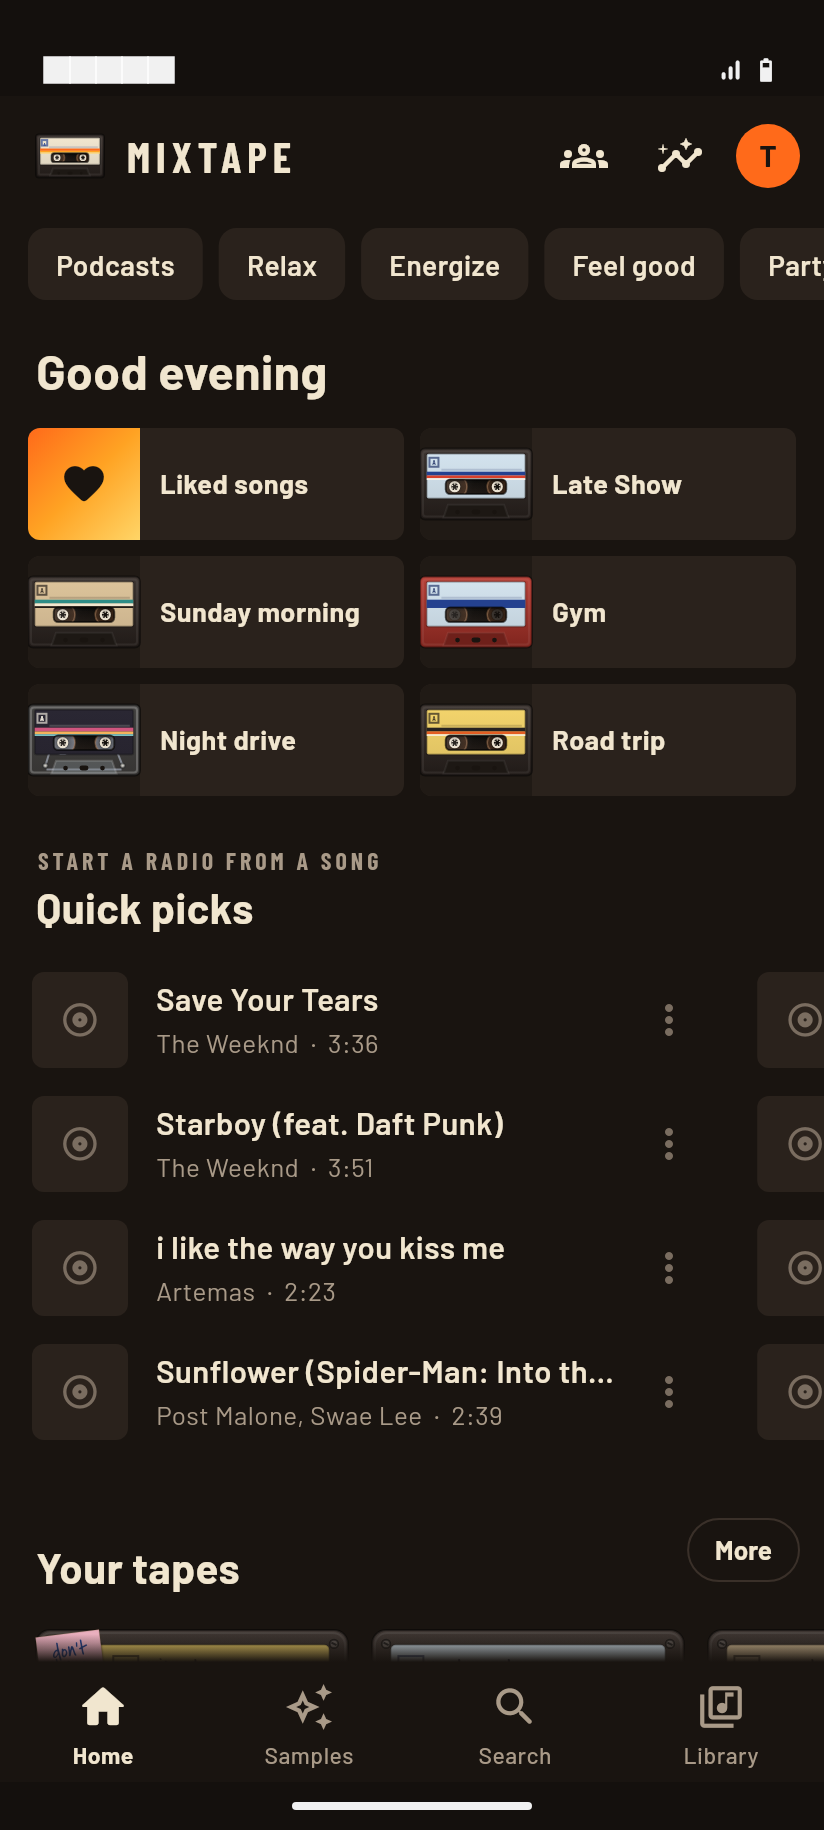 MIXTAPE
T
Podcasts
Relax
Energize
Feel good
Party
Good evening
Liked songs
Late Show
Sunday morning
Gym
Night drive
Road trip
START A RADIO FROM A SONG
Quick picks
Save Your Tears
The Weeknd · 3:36
Starboy (feat. Daft Punk)
The Weeknd · 3:51
i like the way you kiss me
Artemas · 2:23
Sunflower (Spider-Man: Into th...
Post Malone, Swae Lee · 2:39
Your tapes
More
don't
Home
Samples
Search
Library